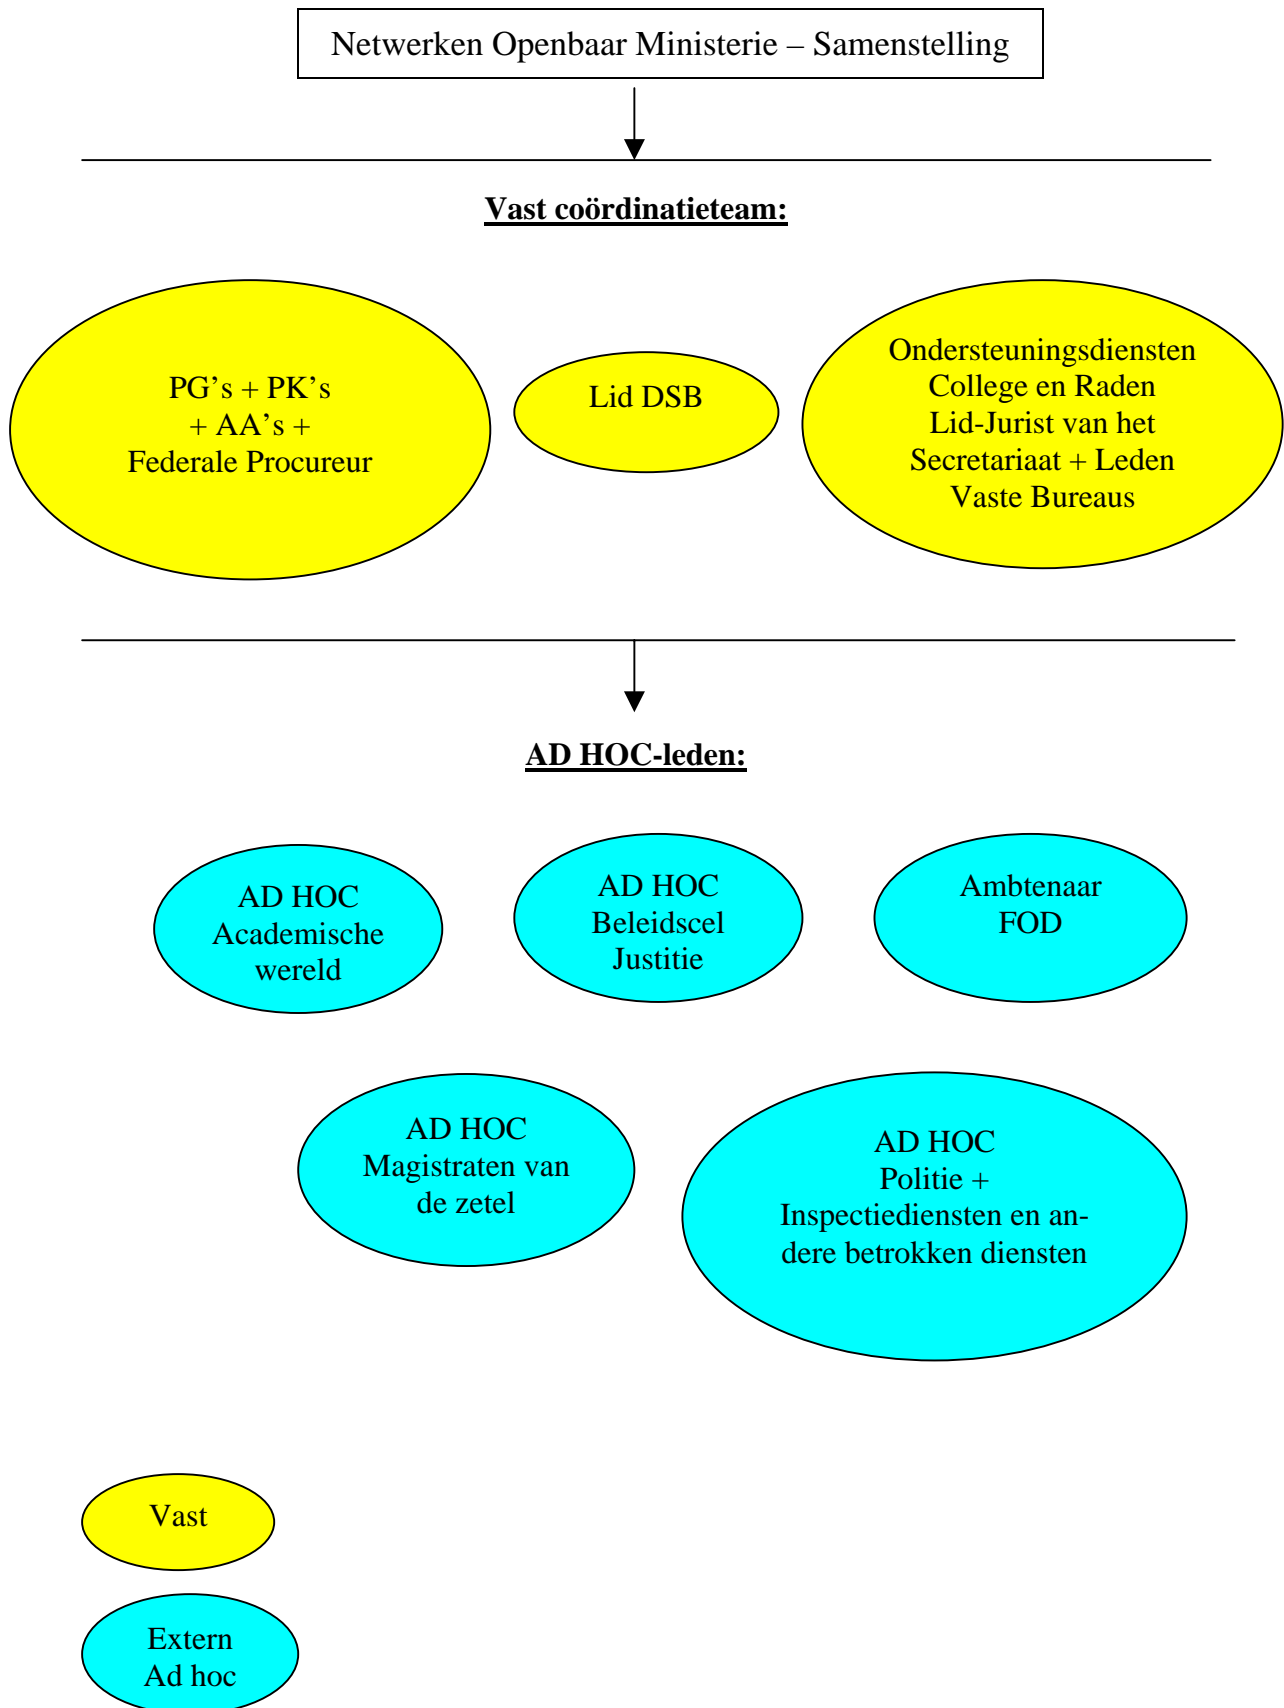 Netwerken Openbaar Ministerie – Samenstelling
Vast coördinatieteam:
PG’s + PK’s
+ AA’s +
Federale Procureur
Lid DSB
Ondersteuningsdiensten
College en Raden
Lid-Jurist van het
Secretariaat + Leden
Vaste Bureaus
AD HOC-leden:
AD HOC
Academische
wereld
AD HOC
Beleidscel
Justitie
Ambtenaar
FOD
AD HOC
Magistraten van
de zetel
AD HOC
Politie +
Inspectiediensten en an-
dere betrokken diensten
Vast
Extern
Ad hoc